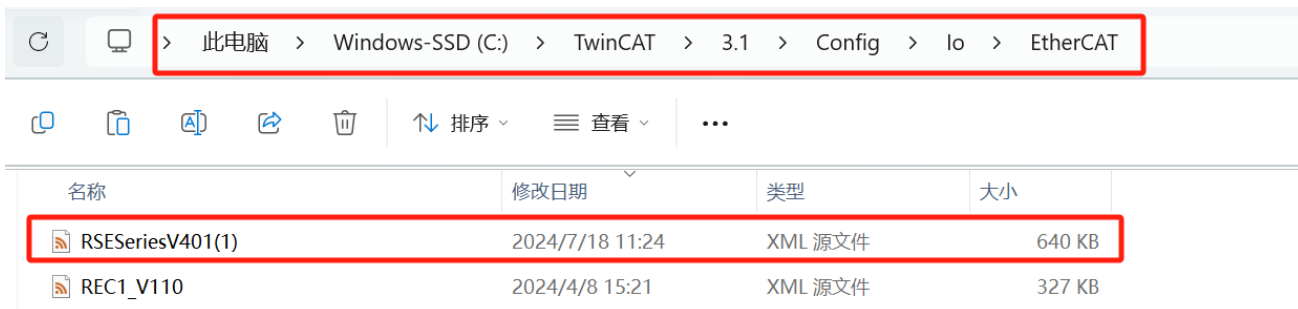 此电脑 > Windows-SSD (C:) > TwinCAT > 3.1 > Config > Io > EtherCAT
排序 查看
名称 修改日期 类型 大小
RSESeriesV401(1) 2024/7/18 11:24 XML 源文件 640 KB
REC1_V110 2024/4/8 15:21 XML 源文件 327 KB